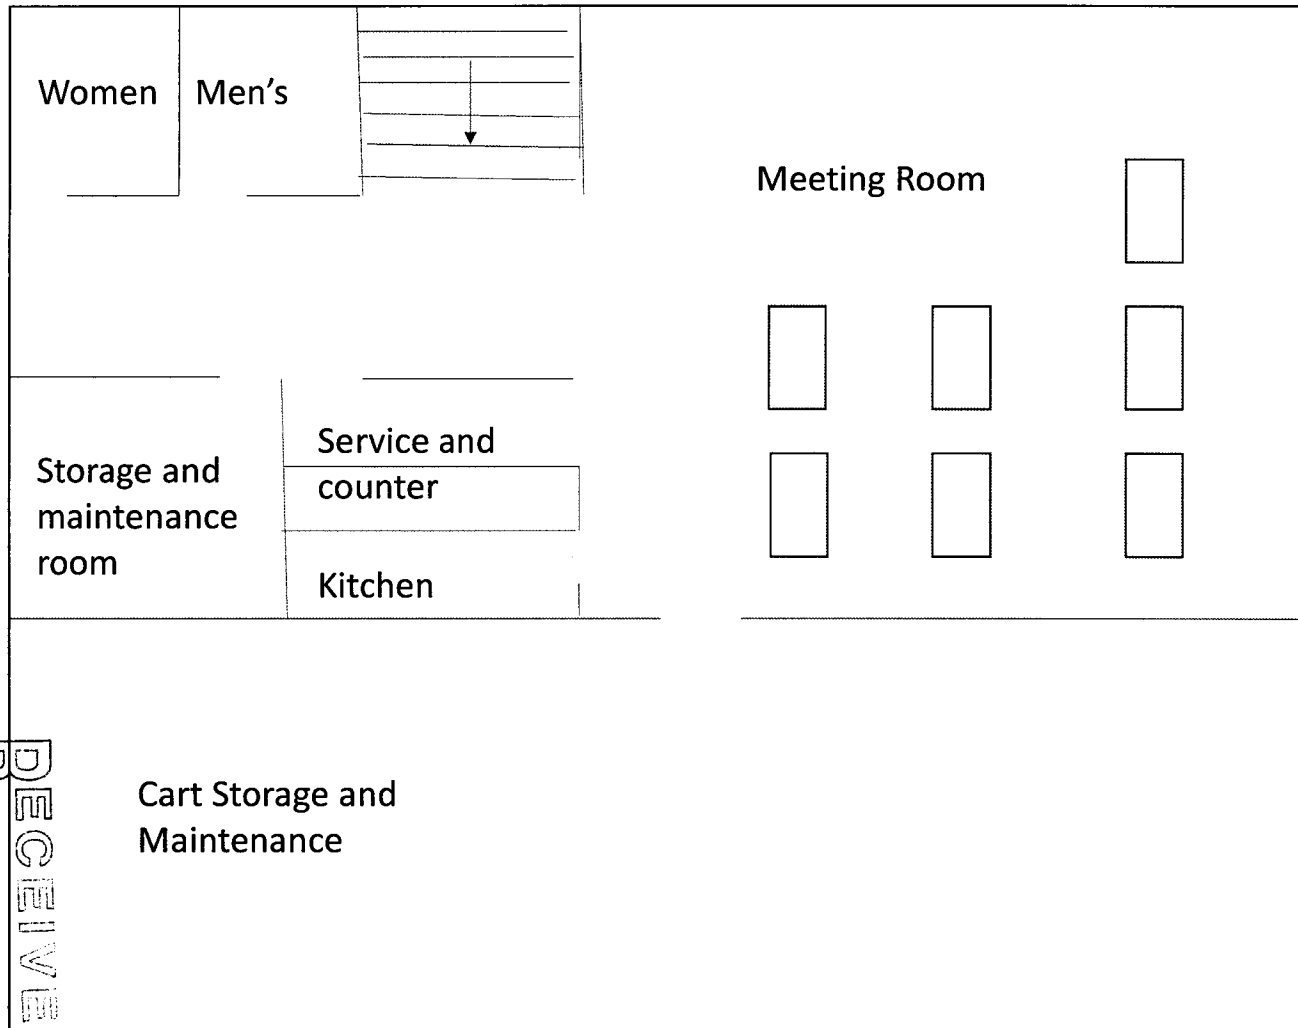 Women
Men's
Meeting Room
Service and
counter
Storage and
maintenance
room
Kitchen
Cart Storage and
Maintenance
DECEIVE